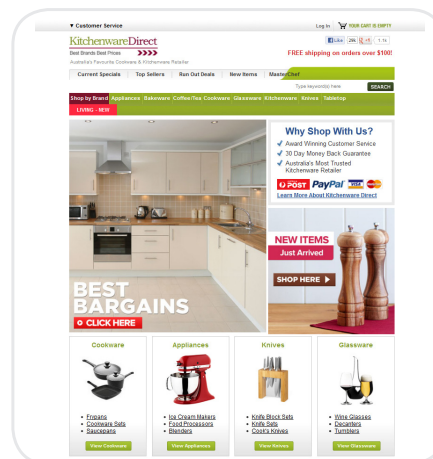 ▼ Customer Service
Log In YOUR CART IS EMPTY
KitchenwareDirect
Best Brands Best Prices
Like 29k +1 1.1k
FREE shipping on orders over $100!
Australia's Favourite Cookware & Kitchenware Retailer
Current Specials Top Sellers Run Out Deals New Items MasterChef
Type keyword(s) here SEARCH
Shop by Brand Appliances Bakeware Coffee/Tea Cookware Glassware Kitchenware Knives Tabletop
LIVING - NEW
Why Shop With Us?
Award Winning Customer Service
30 Day Money Back Guarantee
Australia's Most Trusted
Kitchenware Retailer
POST PayPal VISA
Learn More About Kitchenware Direct
NEW ITEMS
Just Arrived
SHOP HERE
BEST
BARGAINS
CLICK HERE
Cookware
Frypans
Cookware Sets
Saucepans
View Cookware
Appliances
Ice Cream Makers
Food Processors
Blenders
View Appliances
Knives
Knife Block Sets
Knife Sets
Cook's Knives
View Knives
Glassware
Wine Glasses
Decanters
Tumblers
View Glassware